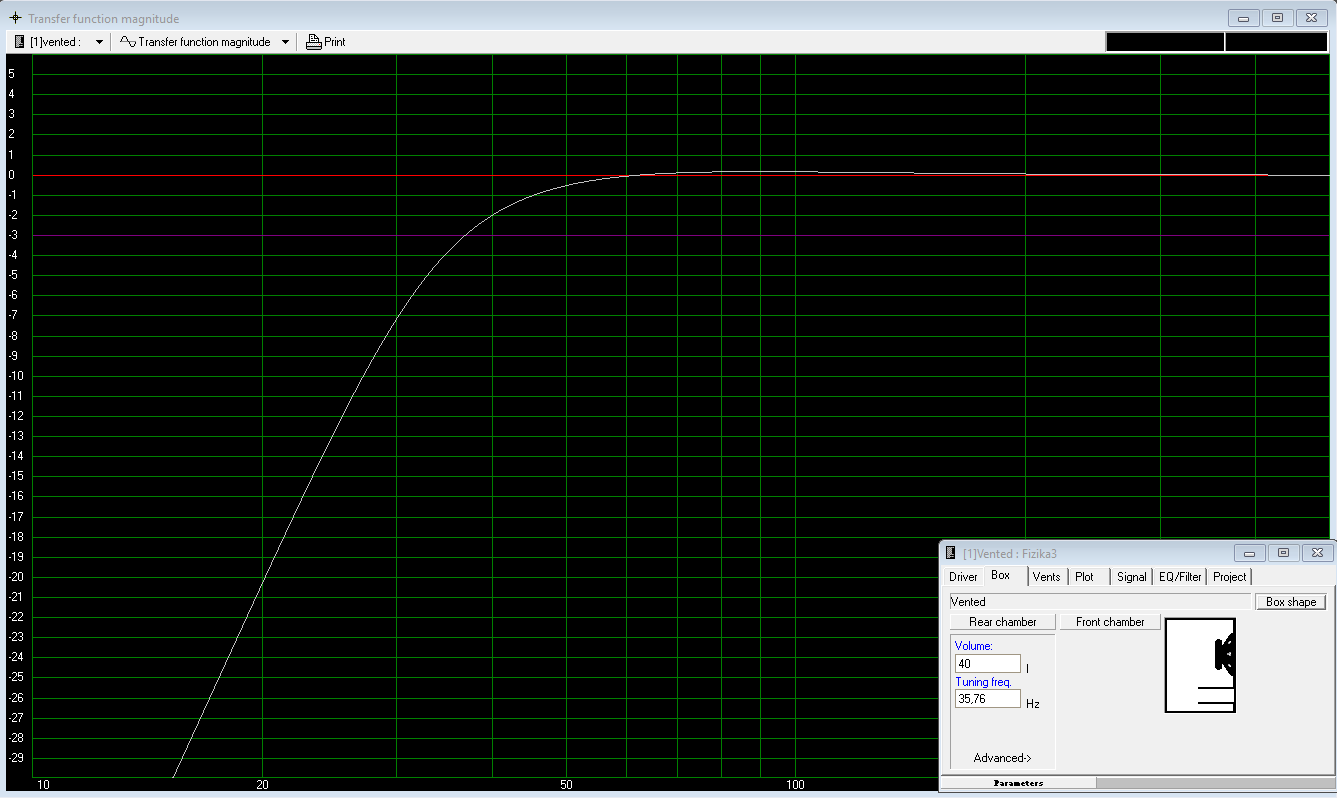 Transfer function magnitude
[1]vented : Transfer function magnitude Print
5
4
3
2
1
0
-1
-2
-3
-4
-5
-6
-7
-8
-9
-10
-11
-12
-13
-14
-15
-16
-17
-18
-19
-20
-21
-22
-23
-24
-25
-26
-27
-28
-29
10 20 50 100
[1]Vented : Fizika3
Driver Box Vents Plot Signal EQ/Filter Project
Vented Box shape
Rear chamber Front chamber
Volume:
40 l
Tuning freq.
35,76 Hz
Advanced->
Parameters